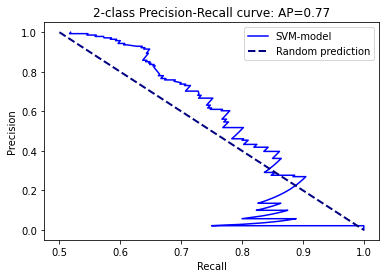 2-class Precision-Recall curve: AP=0.77
SVM-model
Random prediction
1.0
0.8
0.6
0.4
0.2
0.0
Precision
0.5
0.6
0.7
0.8
0.9
1.0
Recall